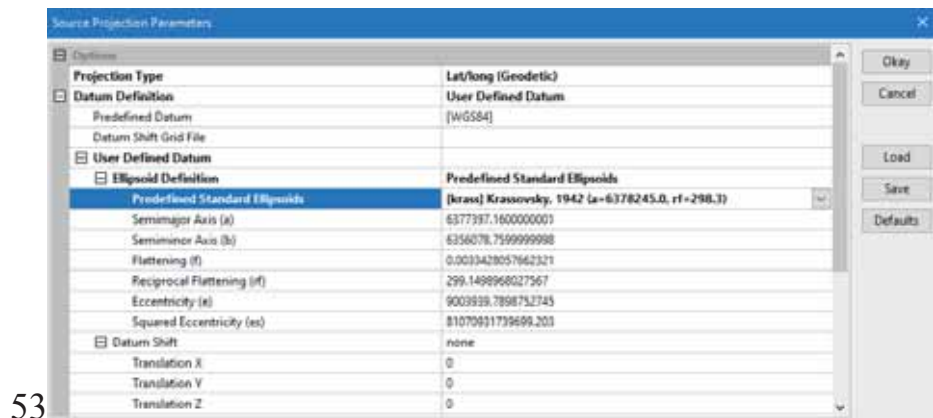 Source Projection Parameters
Options
Okay
Projection Type Lat/long (Geodetic)
Datum Definition User Defined Datum
Cancel
Predefined Datum [WGS84]
Datum Shift Grid File
User Defined Datum
Load
Ellipsoid Definition Predefined Standard Ellipsoids
Predefined Standard Ellipsoids [krass] Krassovsky, 1942 (a=6378245.0, rf=298.3)
Save
Semimajor Axis (a) 6377397.1600000001
Defaults
Semiminor Axis (b) 6356078.7599999998
Flattening (f) 0.0033428057662321
Reciprocal Flattening (rf) 299.1498968027567
Eccentricity (e) 9003939.7898752745
Squared Eccentricity (es) 81070931739699.203
Datum Shift none
Translation X 0
Translation Y 0
Translation Z 0
53